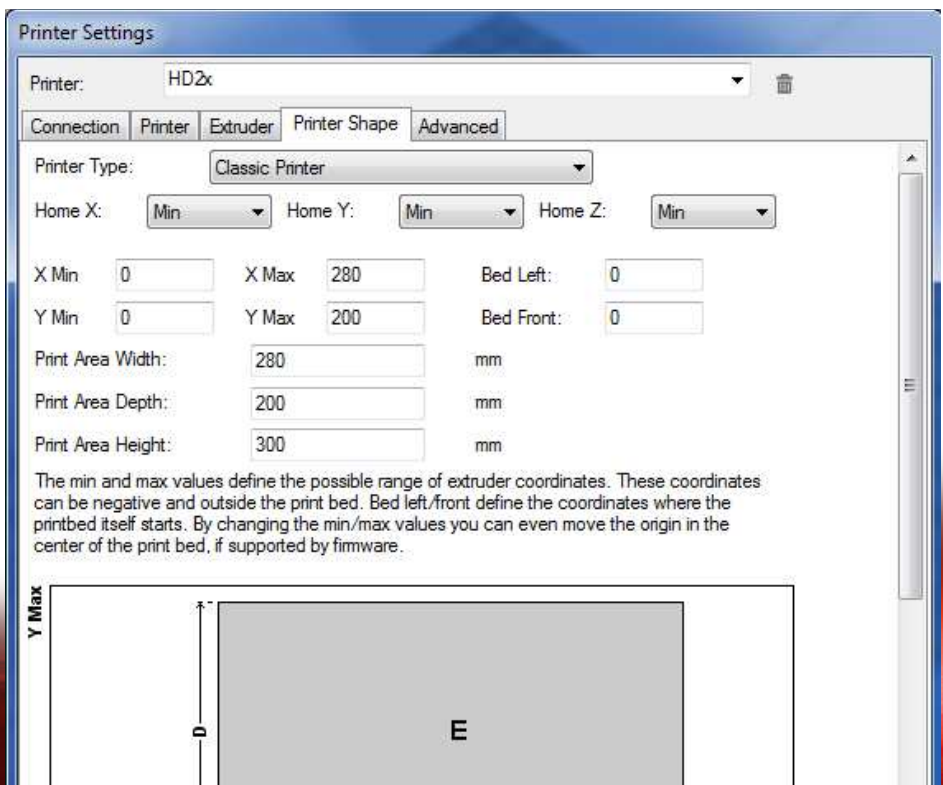 Printer Settings
Printer: HD2x
Connection Printer Extruder Printer Shape Advanced
Printer Type: Classic Printer
Home X: Min Home Y: Min Home Z: Min
X Min 0 X Max 280 Bed Left: 0
Y Min 0 Y Max 200 Bed Front: 0
Print Area Width: 280 mm
Print Area Depth: 200 mm
Print Area Height: 300 mm
The min and max values define the possible range of extruder coordinates. These coordinates
can be negative and outside the print bed. Bed left/front define the coordinates where the
printbed itself starts. By changing the min/max values you can even move the origin in the
center of the print bed, if supported by firmware.
Y Max
D
E